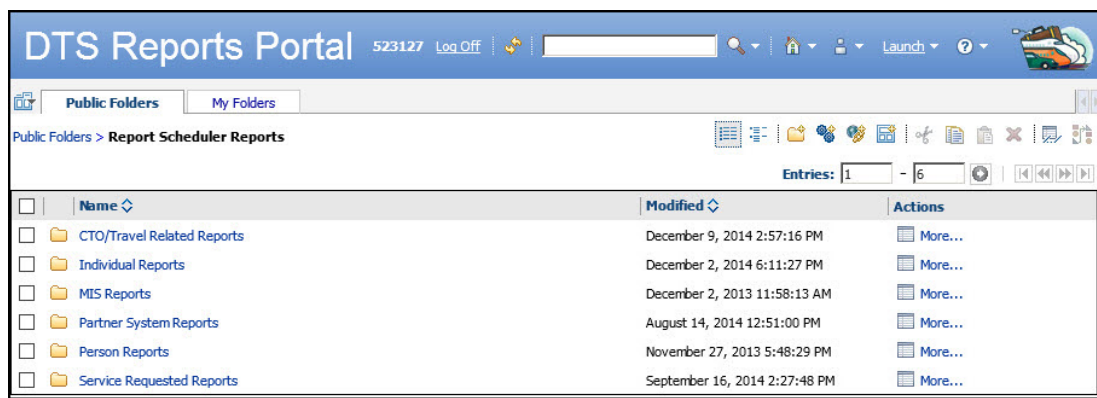 DTS Reports Portal 523127 Log Off Launch
Public Folders My Folders
Public Folders > Report Scheduler Reports
Entries: 1 - 6
Name Modified Actions
CTO/Travel Related Reports December 9, 2014 2:57:16 PM More...
Individual Reports December 2, 2014 6:11:27 PM More...
MIS Reports December 2, 2013 11:58:13 AM More...
Partner System Reports August 14, 2014 12:51:00 PM More...
Person Reports November 27, 2013 5:48:29 PM More...
Service Requested Reports September 16, 2014 2:27:48 PM More...